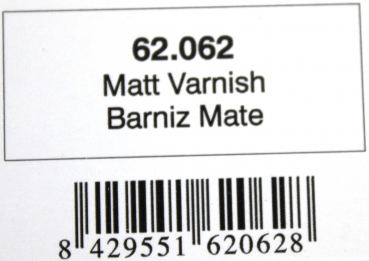 62.062
Matt Varnish
Barniz Mate
8 429551 620628